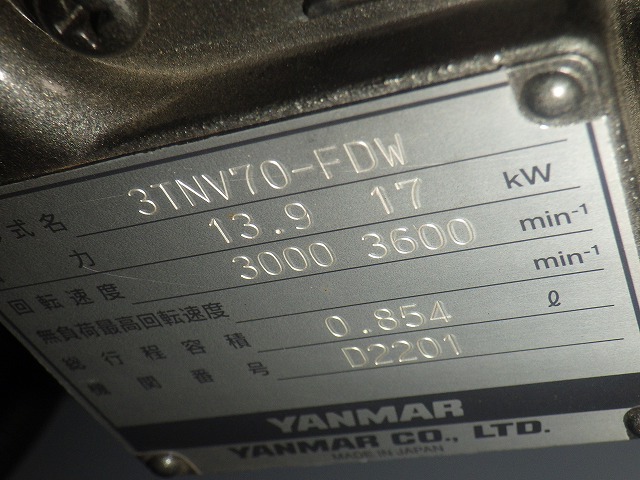 式名 3TNV70-FDW
力 13.9 17 kW
回転速度 3000 3600 min-1
無負荷最高回転速度 min-1
総行程容積 0.854 ℓ
機関番号 D2201
YANMAR
YANMAR CO., LTD.
MADE IN JAPAN